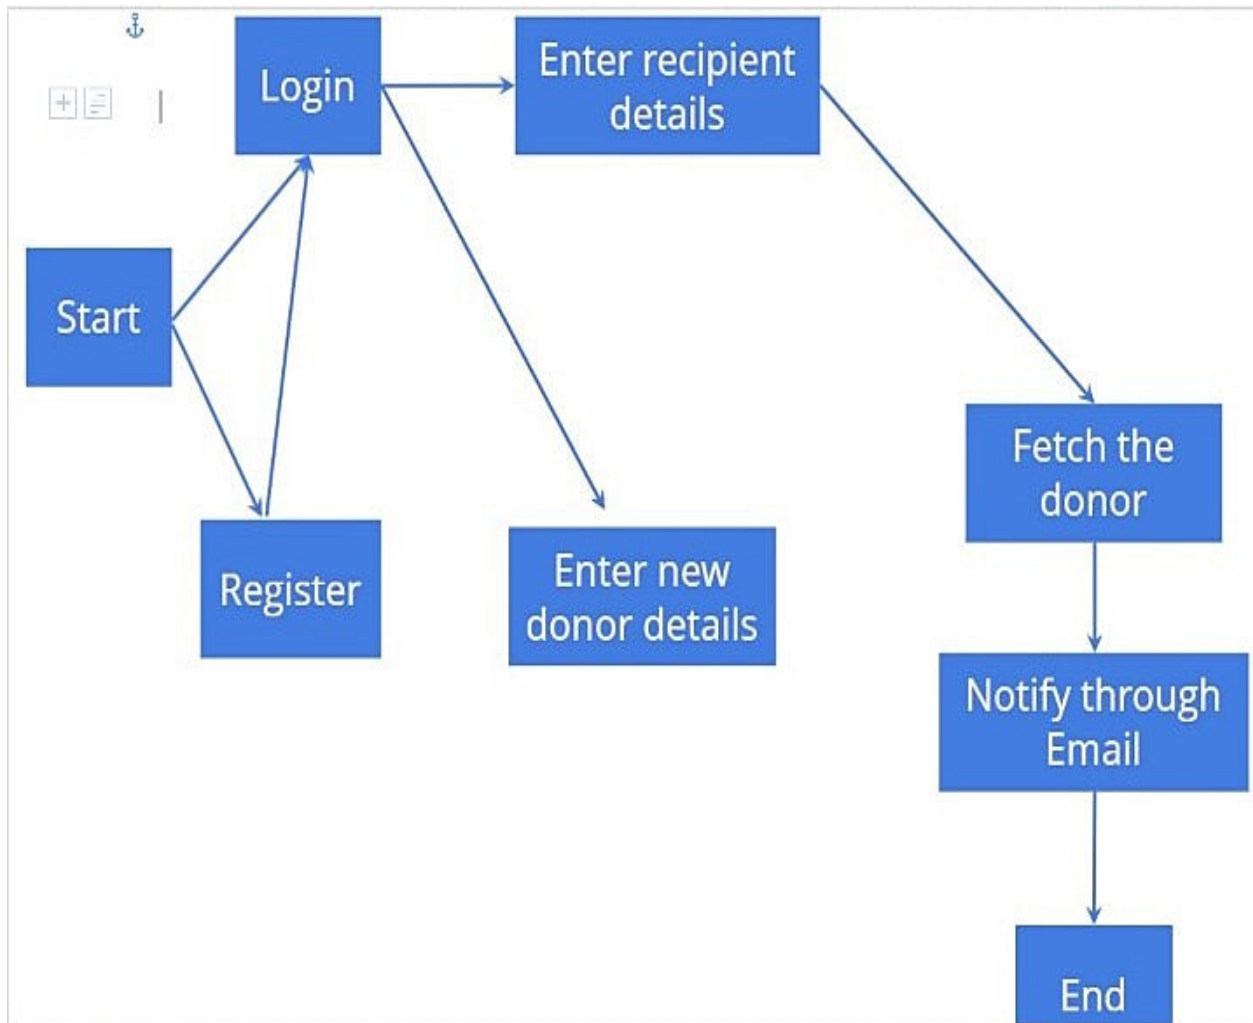 Login
Enter recipient
details
Start
Fetch the
donor
Register
Enter new
donor details
Notify through
Email
End